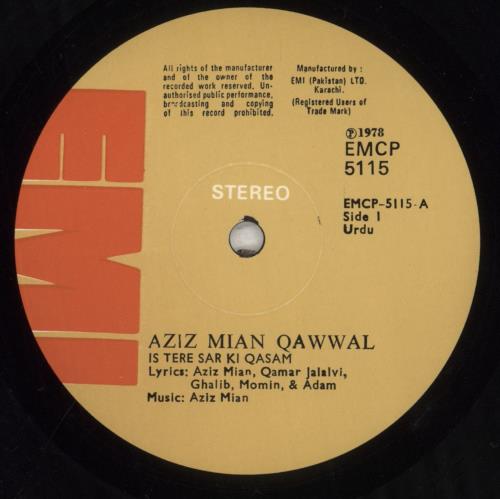 All rights of the manufacturer
and of the owner of the
recorded work reserved. Un-
authorised public performance,
broadcasting and copying
of this record prohibited.
Manufactured by :
EMI (Pakistan) LTD.
Karachi.
(Registered Users of
Trade Mark)
Ⓟ1978
EMCP
5115
EMI
STEREO
EMCP-5115-A
Side 1
Urdu
AZIZ MIAN QAWWAL
IS TERE SAR KI QASAM
Lyrics: Aziz Mian, Qamar Jalalvi,
Ghalib, Momin, & Adam
Music: Aziz Mian